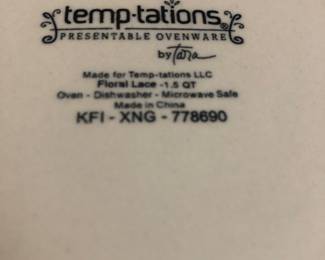 temp-tations®
PRESENTABLE OVENWARE
by tara
Made for Temp-tations LLC
Floral Lace -1.5 QT
Oven - Dishwasher - Microwave Safe
Made in China
KFI - XNG - 778690